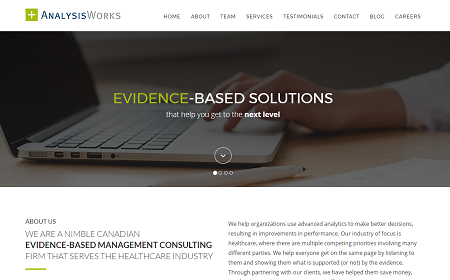 ANALYSISWORKS
HOME ABOUT TEAM SERVICES TESTIMONIALS CONTACT BLOG CAREERS
EVIDENCE-BASED SOLUTIONS
that help you get to the next level
ABOUT US
WE ARE A NIMBLE CANADIAN
EVIDENCE-BASED MANAGEMENT CONSULTING
FIRM THAT SERVES THE HEALTHCARE INDUSTRY
We help organizations use advanced analytics to make better decisions,
resulting in improvements in performance. Our industry of focus is
healthcare, where there are multiple competing priorities involving many
different parties. We help everyone get on the same page by listening to
them and showing them what is supported (or not) by the evidence.
Through partnering with our clients, we have helped them save money,